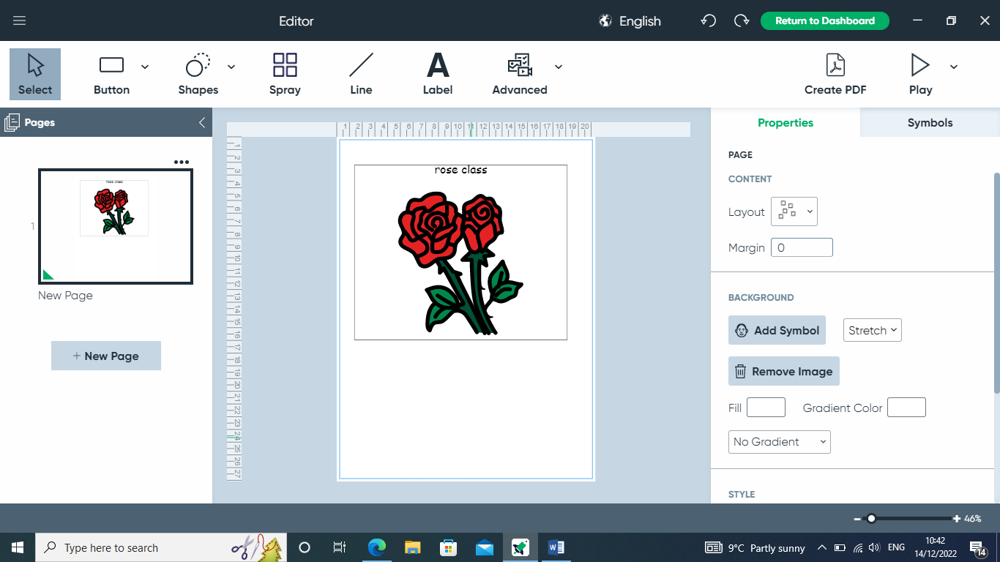 Editor
English
Return to Dashboard
Select
Button
Shapes
Spray
Line
Label
Advanced
Create PDF
Play
Pages
1
rose class
New Page
+ New Page
1 2 3 4 5 6 7 8 9 10 11 12 13 14 15 16 17 18 19 20
1 2 3 4 5 6 7 8 9 10 11 12 13 14 15 16 17 18 19 20 21 22 23 24 25 26 27
rose class
Properties
Symbols
PAGE
CONTENT
Layout
Margin 0
BACKGROUND
Add Symbol
Stretch
Remove Image
Fill
Gradient Color
No Gradient
STYLE
46%
Type here to search
9°C Partly sunny
ENG
10:42
14/12/2022
14